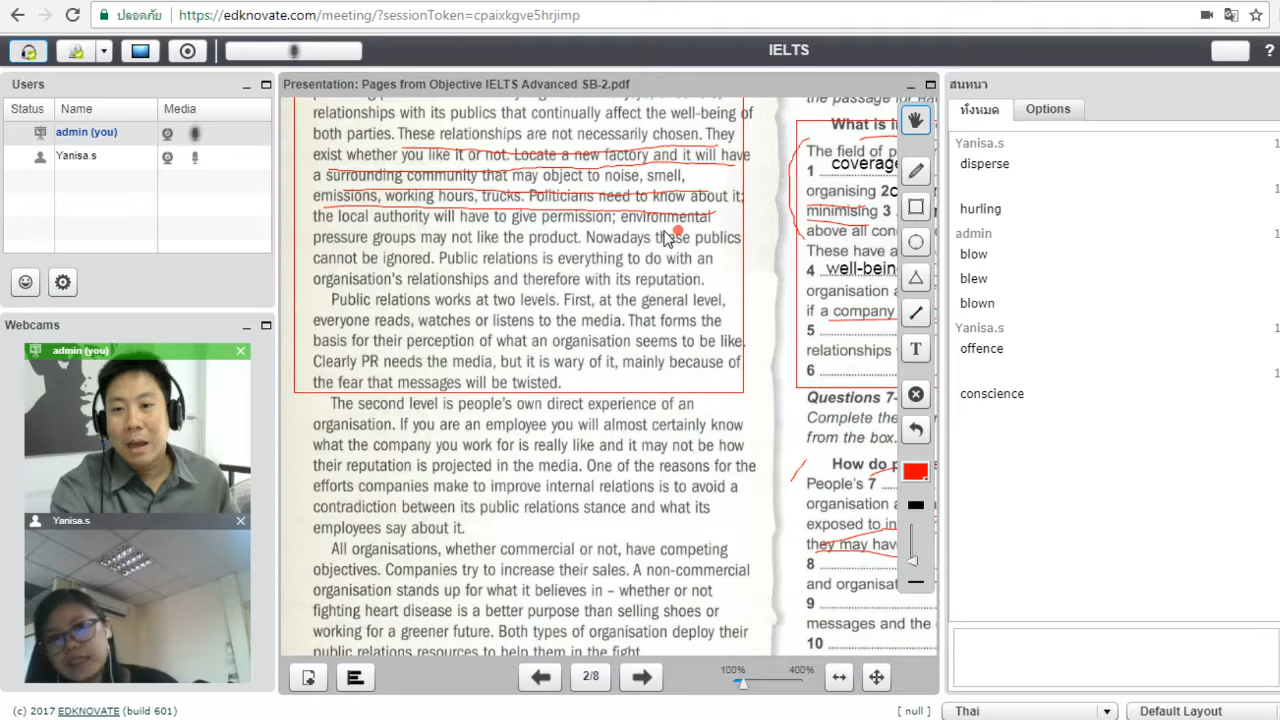 ปลอดภัย
https://edknovate.com/meeting/?sessionToken=cpaixkgve5hrjimp
IELTS
?
Users
Status Name Media
admin (you)
Yanisa.s
Webcams
admin (you)
Yanisa.s
Presentation: Pages from Objective IELTS Advanced SB-2.pdf
relationships with its publics that continually affect the well-being of
both parties. These relationships are not necessarily chosen. They
exist whether you like it or not. Locate a new factory and it will have
a surrounding community that may object to noise, smell,
emissions, working hours, trucks. Politicians need to know about it;
the local authority will have to give permission; environmental
pressure groups may not like the product. Nowadays these publics
cannot be ignored. Public relations is everything to do with an
organisation's relationships and therefore with its reputation.
Public relations works at two levels. First, at the general level,
everyone reads, watches or listens to the media. That forms the
basis for their perception of what an organisation seems to be like.
Clearly PR needs the media, but it is wary of it, mainly because of
the fear that messages will be twisted.
The second level is people's own direct experience of an
organisation. If you are an employee you will almost certainly know
what the company you work for is really like and it may not be how
their reputation is projected in the media. One of the reasons for the
efforts companies make to improve internal relations is to avoid a
contradiction between its public relations stance and what its
employees say about it.
All organisations, whether commercial or not, have competing
objectives. Companies try to increase their sales. A non-commercial
organisation stands up for what it believes in – whether or not
fighting heart disease is a better purpose than selling shoes or
working for a greener future. Both types of organisation deploy their
public relations resources to help them in the fight.
the passage for
What is
The field of
coverage
1
organising 2
minimising 3
above all
These have a
4 well-bein
organisation
if a company
5
relationships
6
Questions 7-
Complete the
from the box.
How do
People's 7
organisation
exposed to in
they may hav
8
and organisat
9
messages and the
10
T
2/8
100%
400%
สนทนา
ทั้งหมด Options
Yanisa.s 1
disperse
hurling
admin 1
blow
blew
blown
Yanisa.s 1
offence
1
conscience
(c) 2017 EDKNOVATE (build 601)
[ null ]
Thai
Default Layout